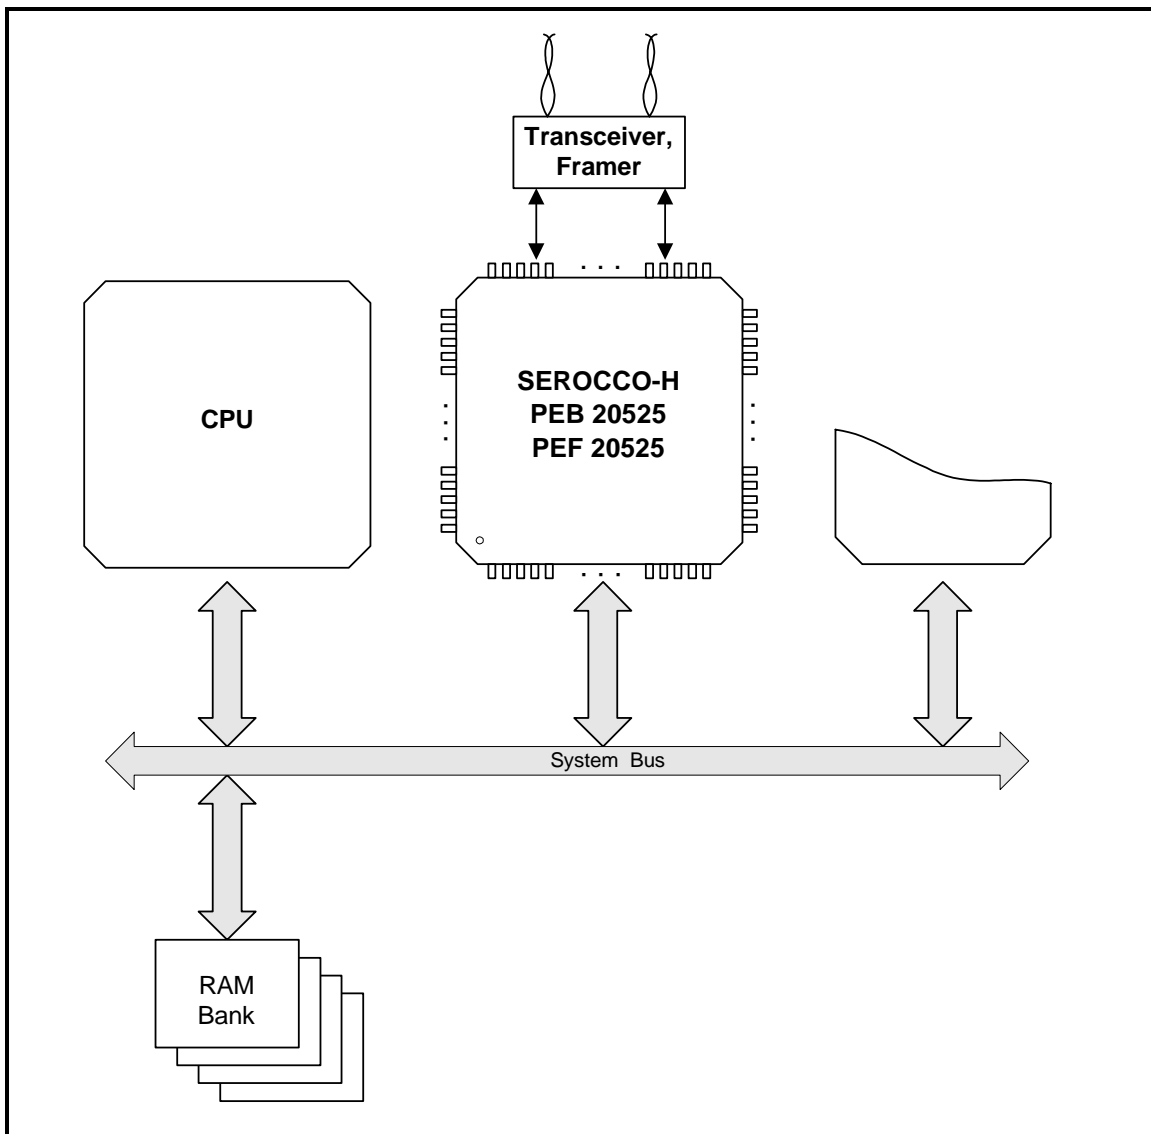 Transceiver,
Framer
CPU
SEROCCO-H
PEB 20525
PEF 20525
System Bus
RAM
Bank